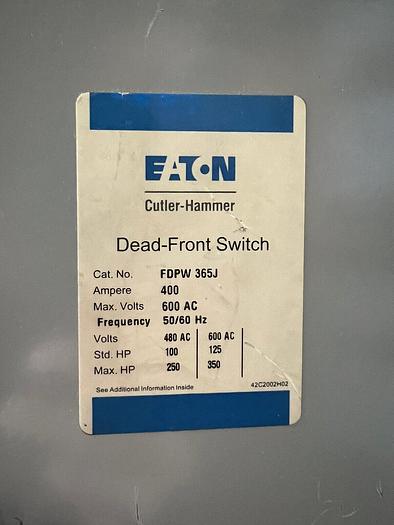 EATON
Cutler-Hammer
Dead-Front Switch
Cat. No. FDPW 365J
Ampere 400
Max. Volts 600 AC
Frequency 50/60 Hz
Volts 480 AC 600 AC
Std. HP 100 125
Max. HP 250 350
See Additional Information Inside 42C2002H02